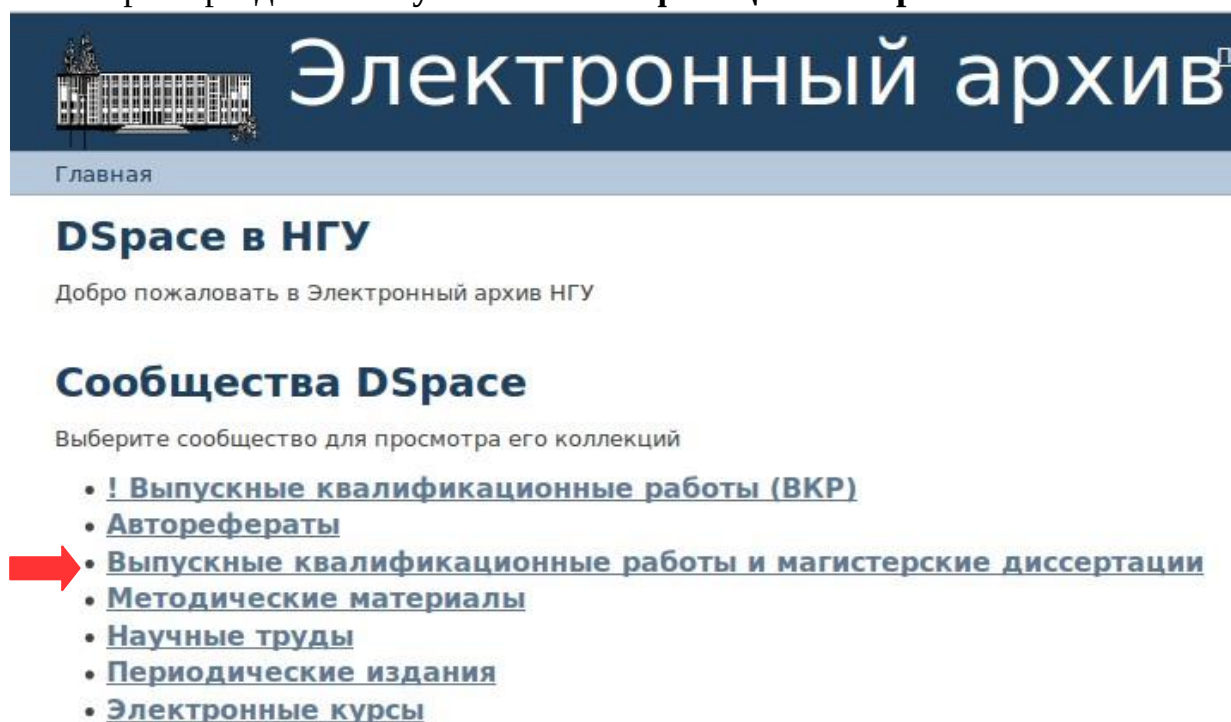 Электронный архив
Главная
DSpace в НГУ
Добро пожаловать в Электронный архив НГУ
Сообщества DSpace
Выберите сообщество для просмотра его коллекций
• ! Выпускные квалификационные работы (ВКР)
• Авторефераты
• Выпускные квалификационные работы и магистерские диссертации
• Методические материалы
• Научные труды
• Периодические издания
• Электронные курсы